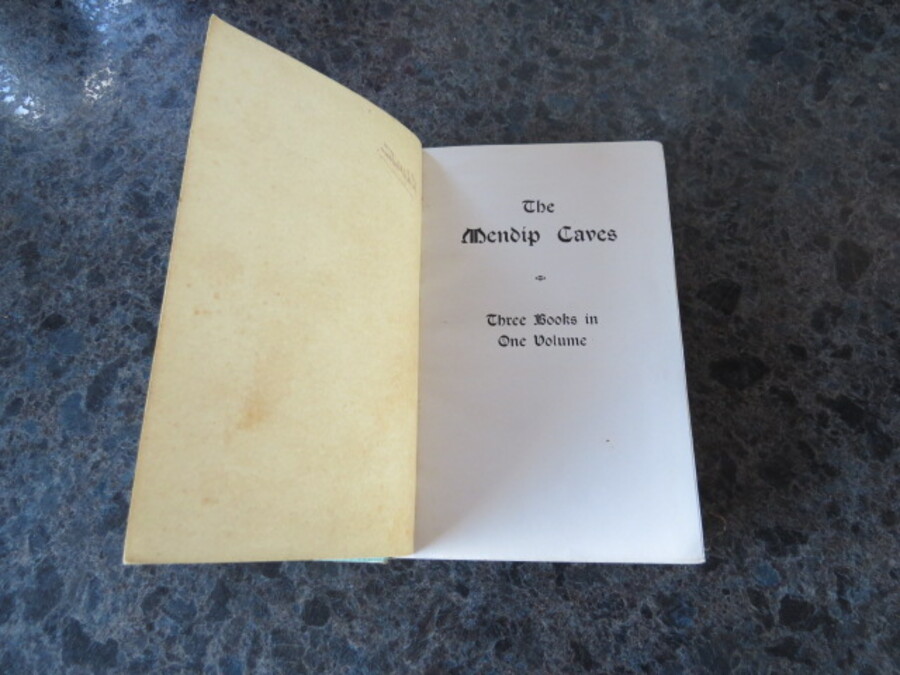 The
Mendip Caves
Three Books in
One Volume